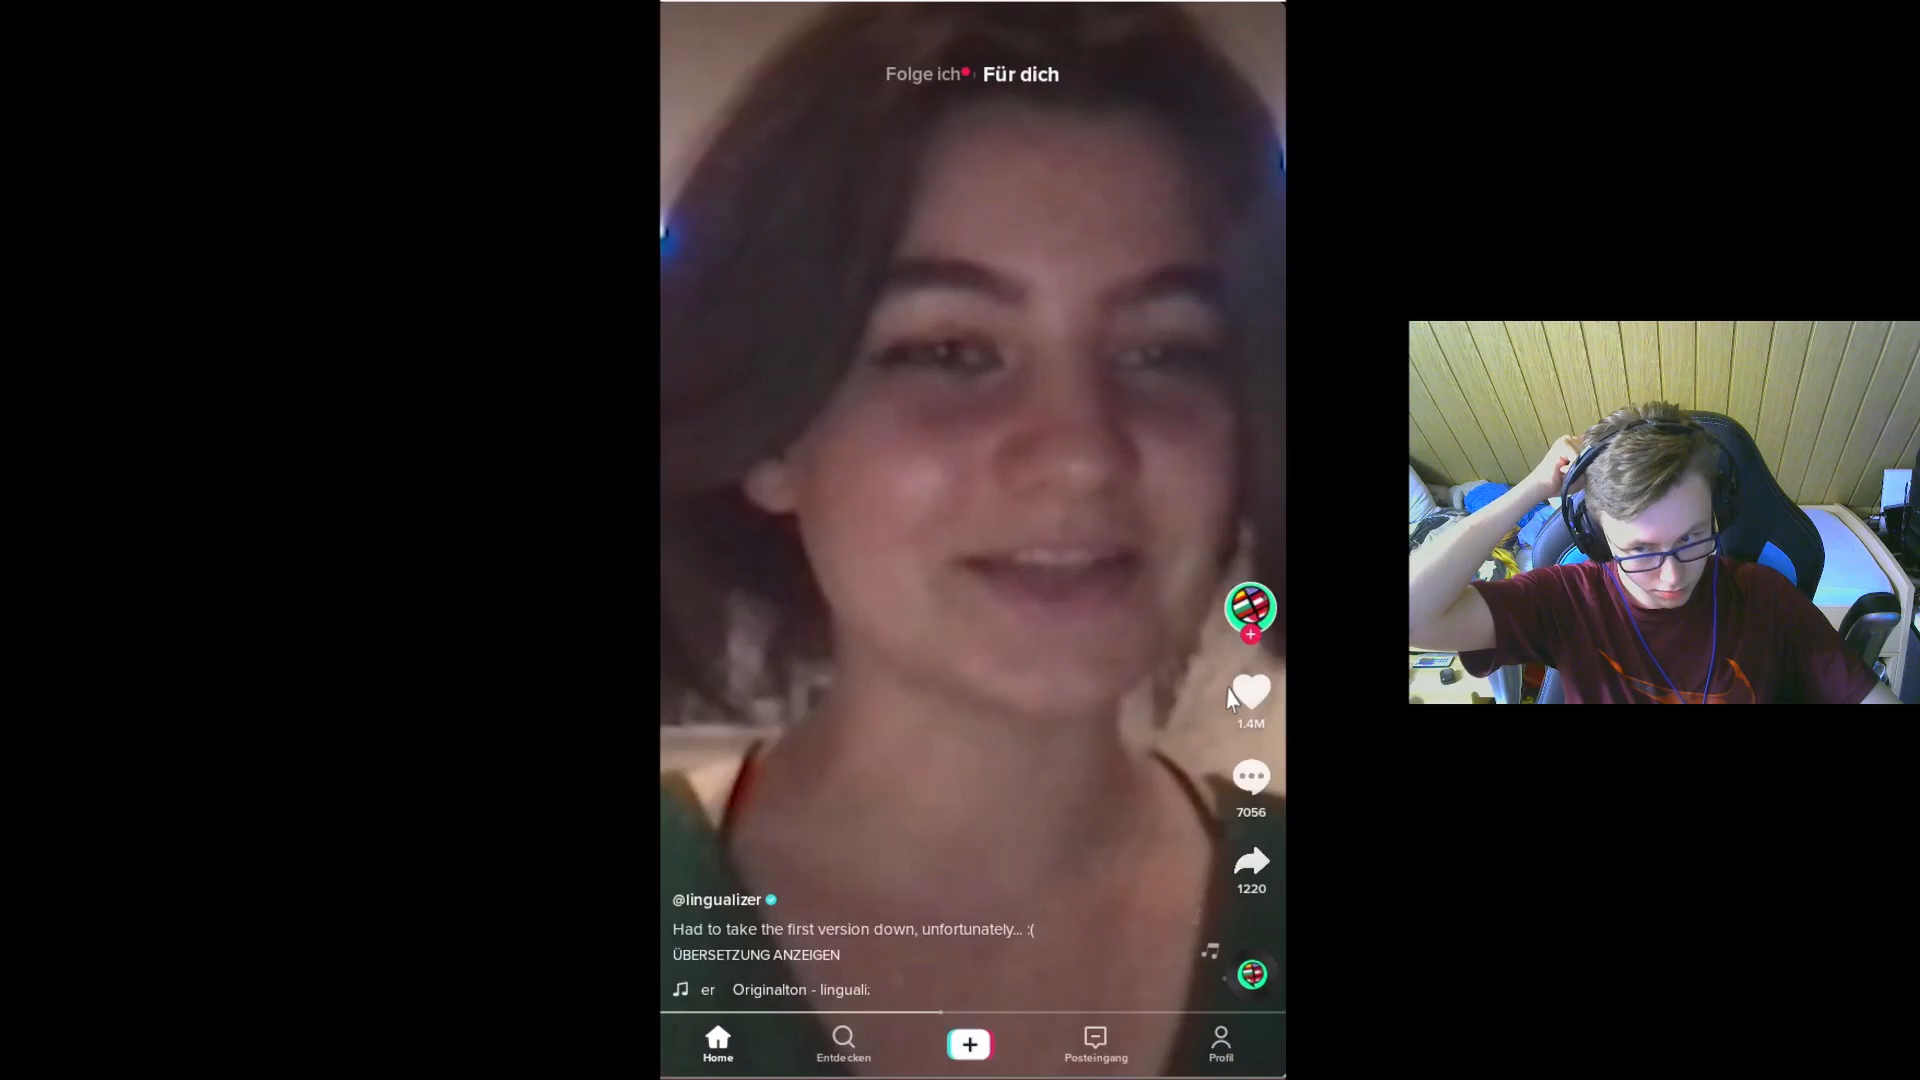 Folge ich Für dich
1.4M
7056
1220
@lingualizer
Had to take the first version down, unfortunately... :(
ÜBERSETZUNG ANZEIGEN
er Originalton - linguali:
Home Entdecken Posteingang Profil